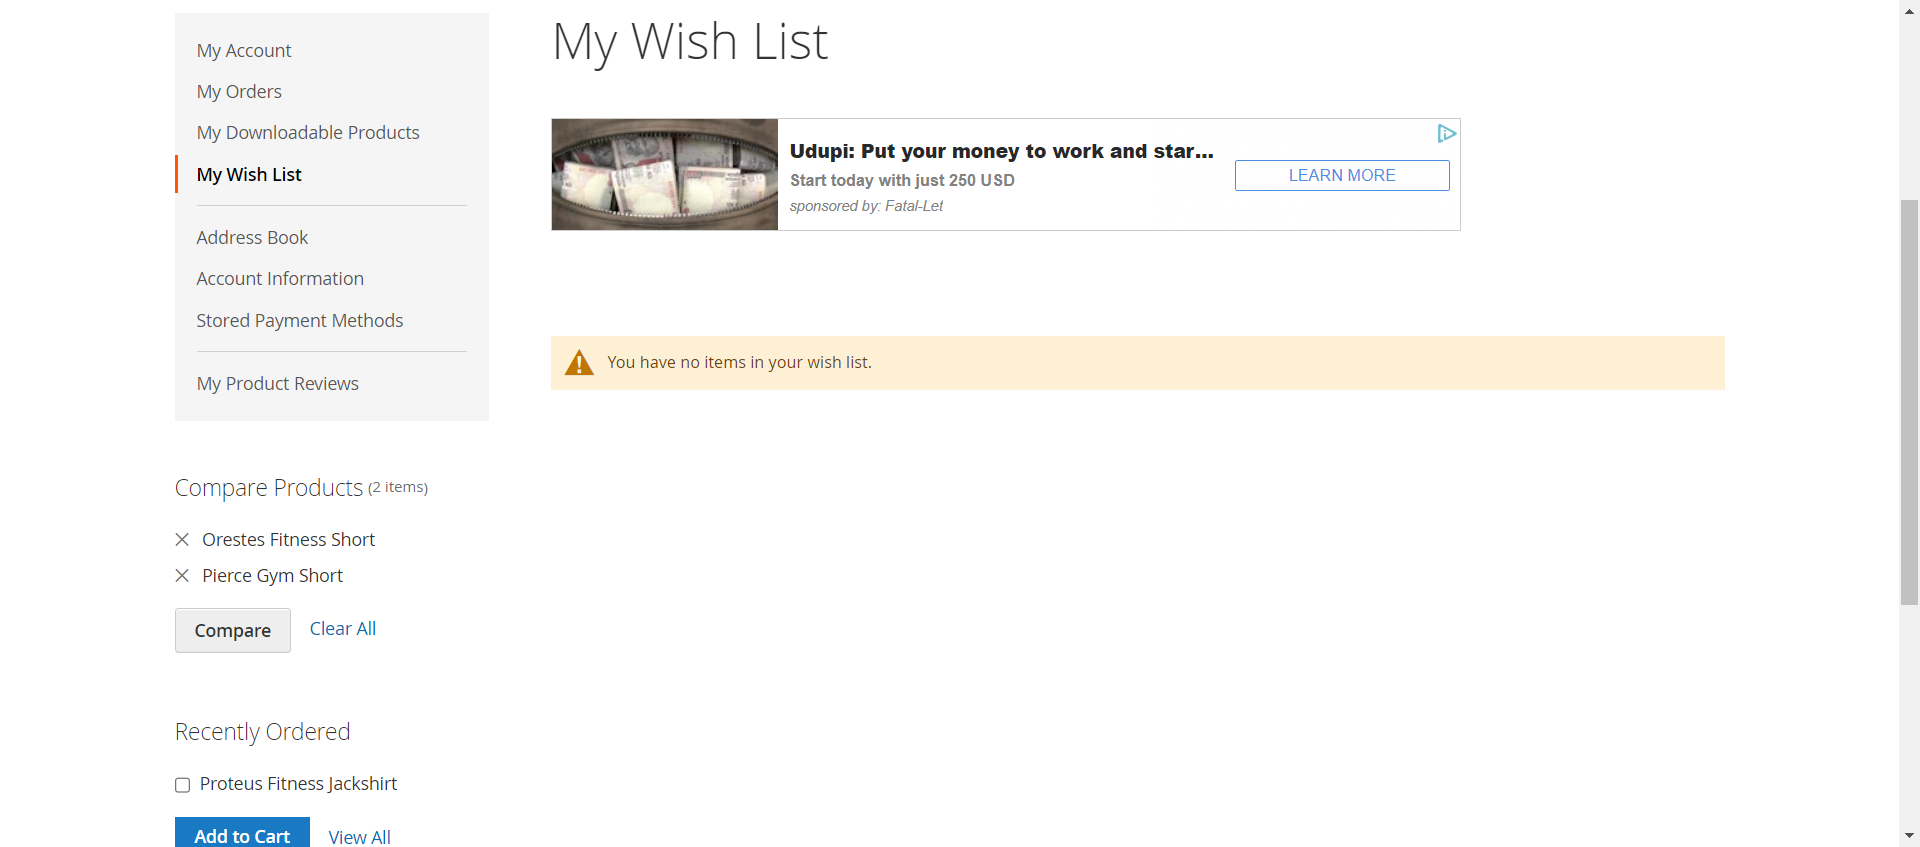 My Account
My Orders
My Downloadable Products
My Wish List
Address Book
Account Information
Stored Payment Methods
My Product Reviews
Compare Products (2 items)
Orestes Fitness Short
Pierce Gym Short
Compare Clear All
Recently Ordered
Proteus Fitness Jackshirt
Add to Cart View All
My Wish List
Udupi: Put your money to work and star...
Start today with just 250 USD
sponsored by: Fatal-Let
LEARN MORE
You have no items in your wish list.